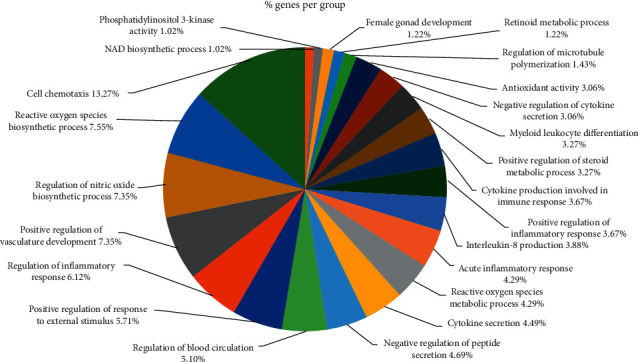 % genes per group
Phosphatidylinositol 3-kinase
activity 1.02%
NAD biosynthetic process 1.02%
Cell chemotaxis 13.27%
Reactive oxygen species
biosynthetic process 7.55%
Regulation of nitric oxide
biosynthetic process 7.35%
Positive regulation of
vasculature development 7.35%
Regulation of inflammatory
response 6.12%
Positive regulation of response
to external stimulus 5.71%
Regulation of blood circulation
5.10%
Female gonad development
1.22%
Retinoid metabolic process
1.22%
Regulation of microtubule
polymerization 1.43%
Antioxidant activity 3.06%
Negative regulation of cytokine
secretion 3.06%
Myeloid leukocyte differentiation
3.27%
Positive regulation of steroid
metabolic process 3.27%
Cytokine production involved in
immune response 3.67%
Positive regulation of
inflammatory response 3.67%
Interleukin-8 production 3.88%
Acute inflammatory response
4.29%
Reactive oxygen species
metabolic process 4.29%
Cytokine secretion 4.49%
Negative regulation of peptide
secretion 4.69%